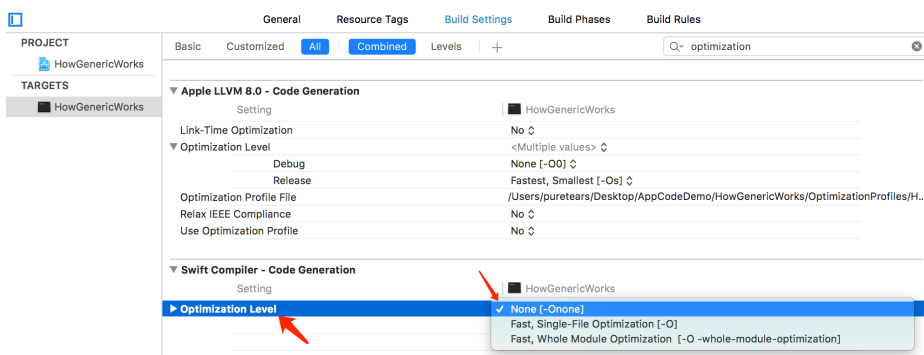 General Resource Tags Build Settings Build Phases Build Rules
PROJECT
HowGenericWorks
TARGETS
HowGenericWorks
Basic Customized All Combined Levels + optimization
Apple LLVM 8.0 - Code Generation
Setting HowGenericWorks
Link-Time Optimization No
Optimization Level <Multiple values>
Debug None [-O0]
Release Fastest, Smallest [-Os]
Optimization Profile File /Users/puretears/Desktop/AppCodeDemo/HowGenericWorks/OptimizationProfiles/H...
Relax IEEE Compliance No
Use Optimization Profile No
Swift Compiler - Code Generation
Setting HowGenericWorks
Optimization Level None [-Onone]
Fast, Single-File Optimization [-O]
Fast, Whole Module Optimization [-O -whole-module-optimization]